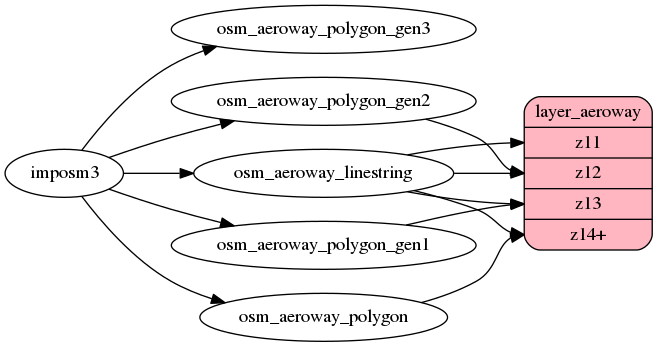 osm_aeroway_polygon_gen3
osm_aeroway_polygon_gen2
layer_aeroway
z11
imposm3
osm_aeroway_linestring
z12
z13
osm_aeroway_polygon_gen1
z14+
osm_aeroway_polygon